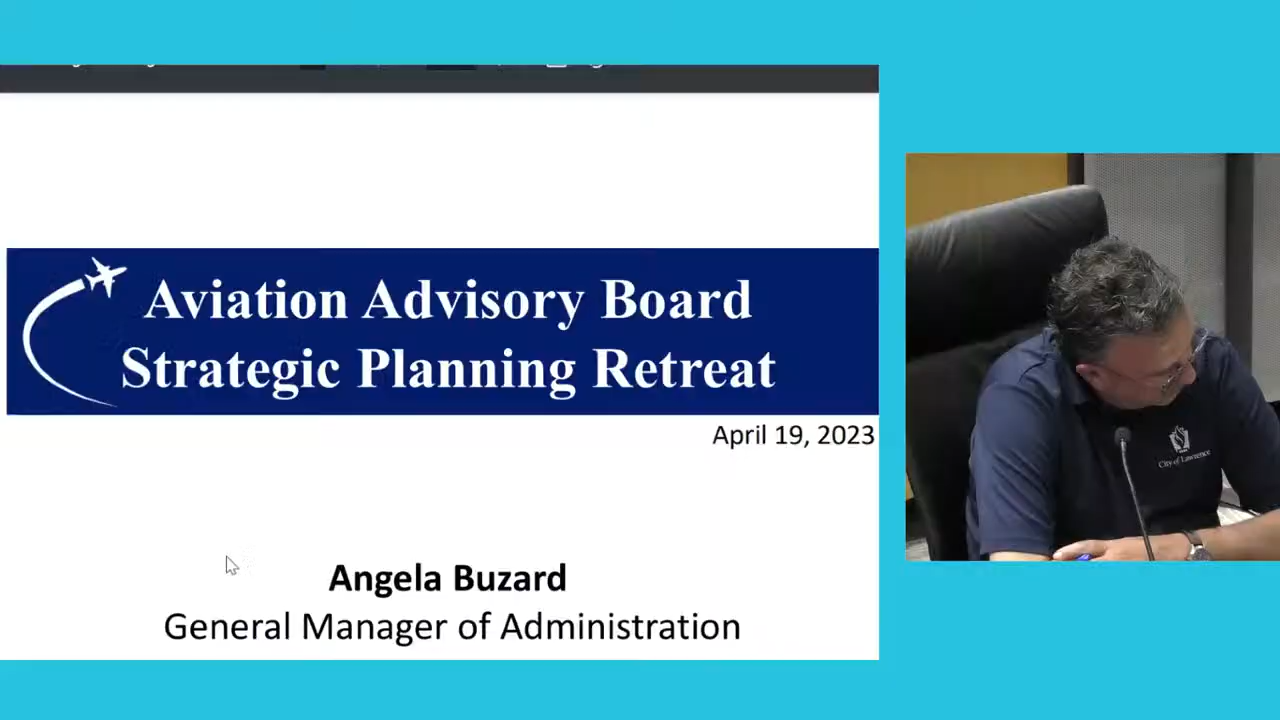 Aviation Advisory Board
Strategic Planning Retreat
April 19, 2023
Angela Buzard
General Manager of Administration
City of Lawrence